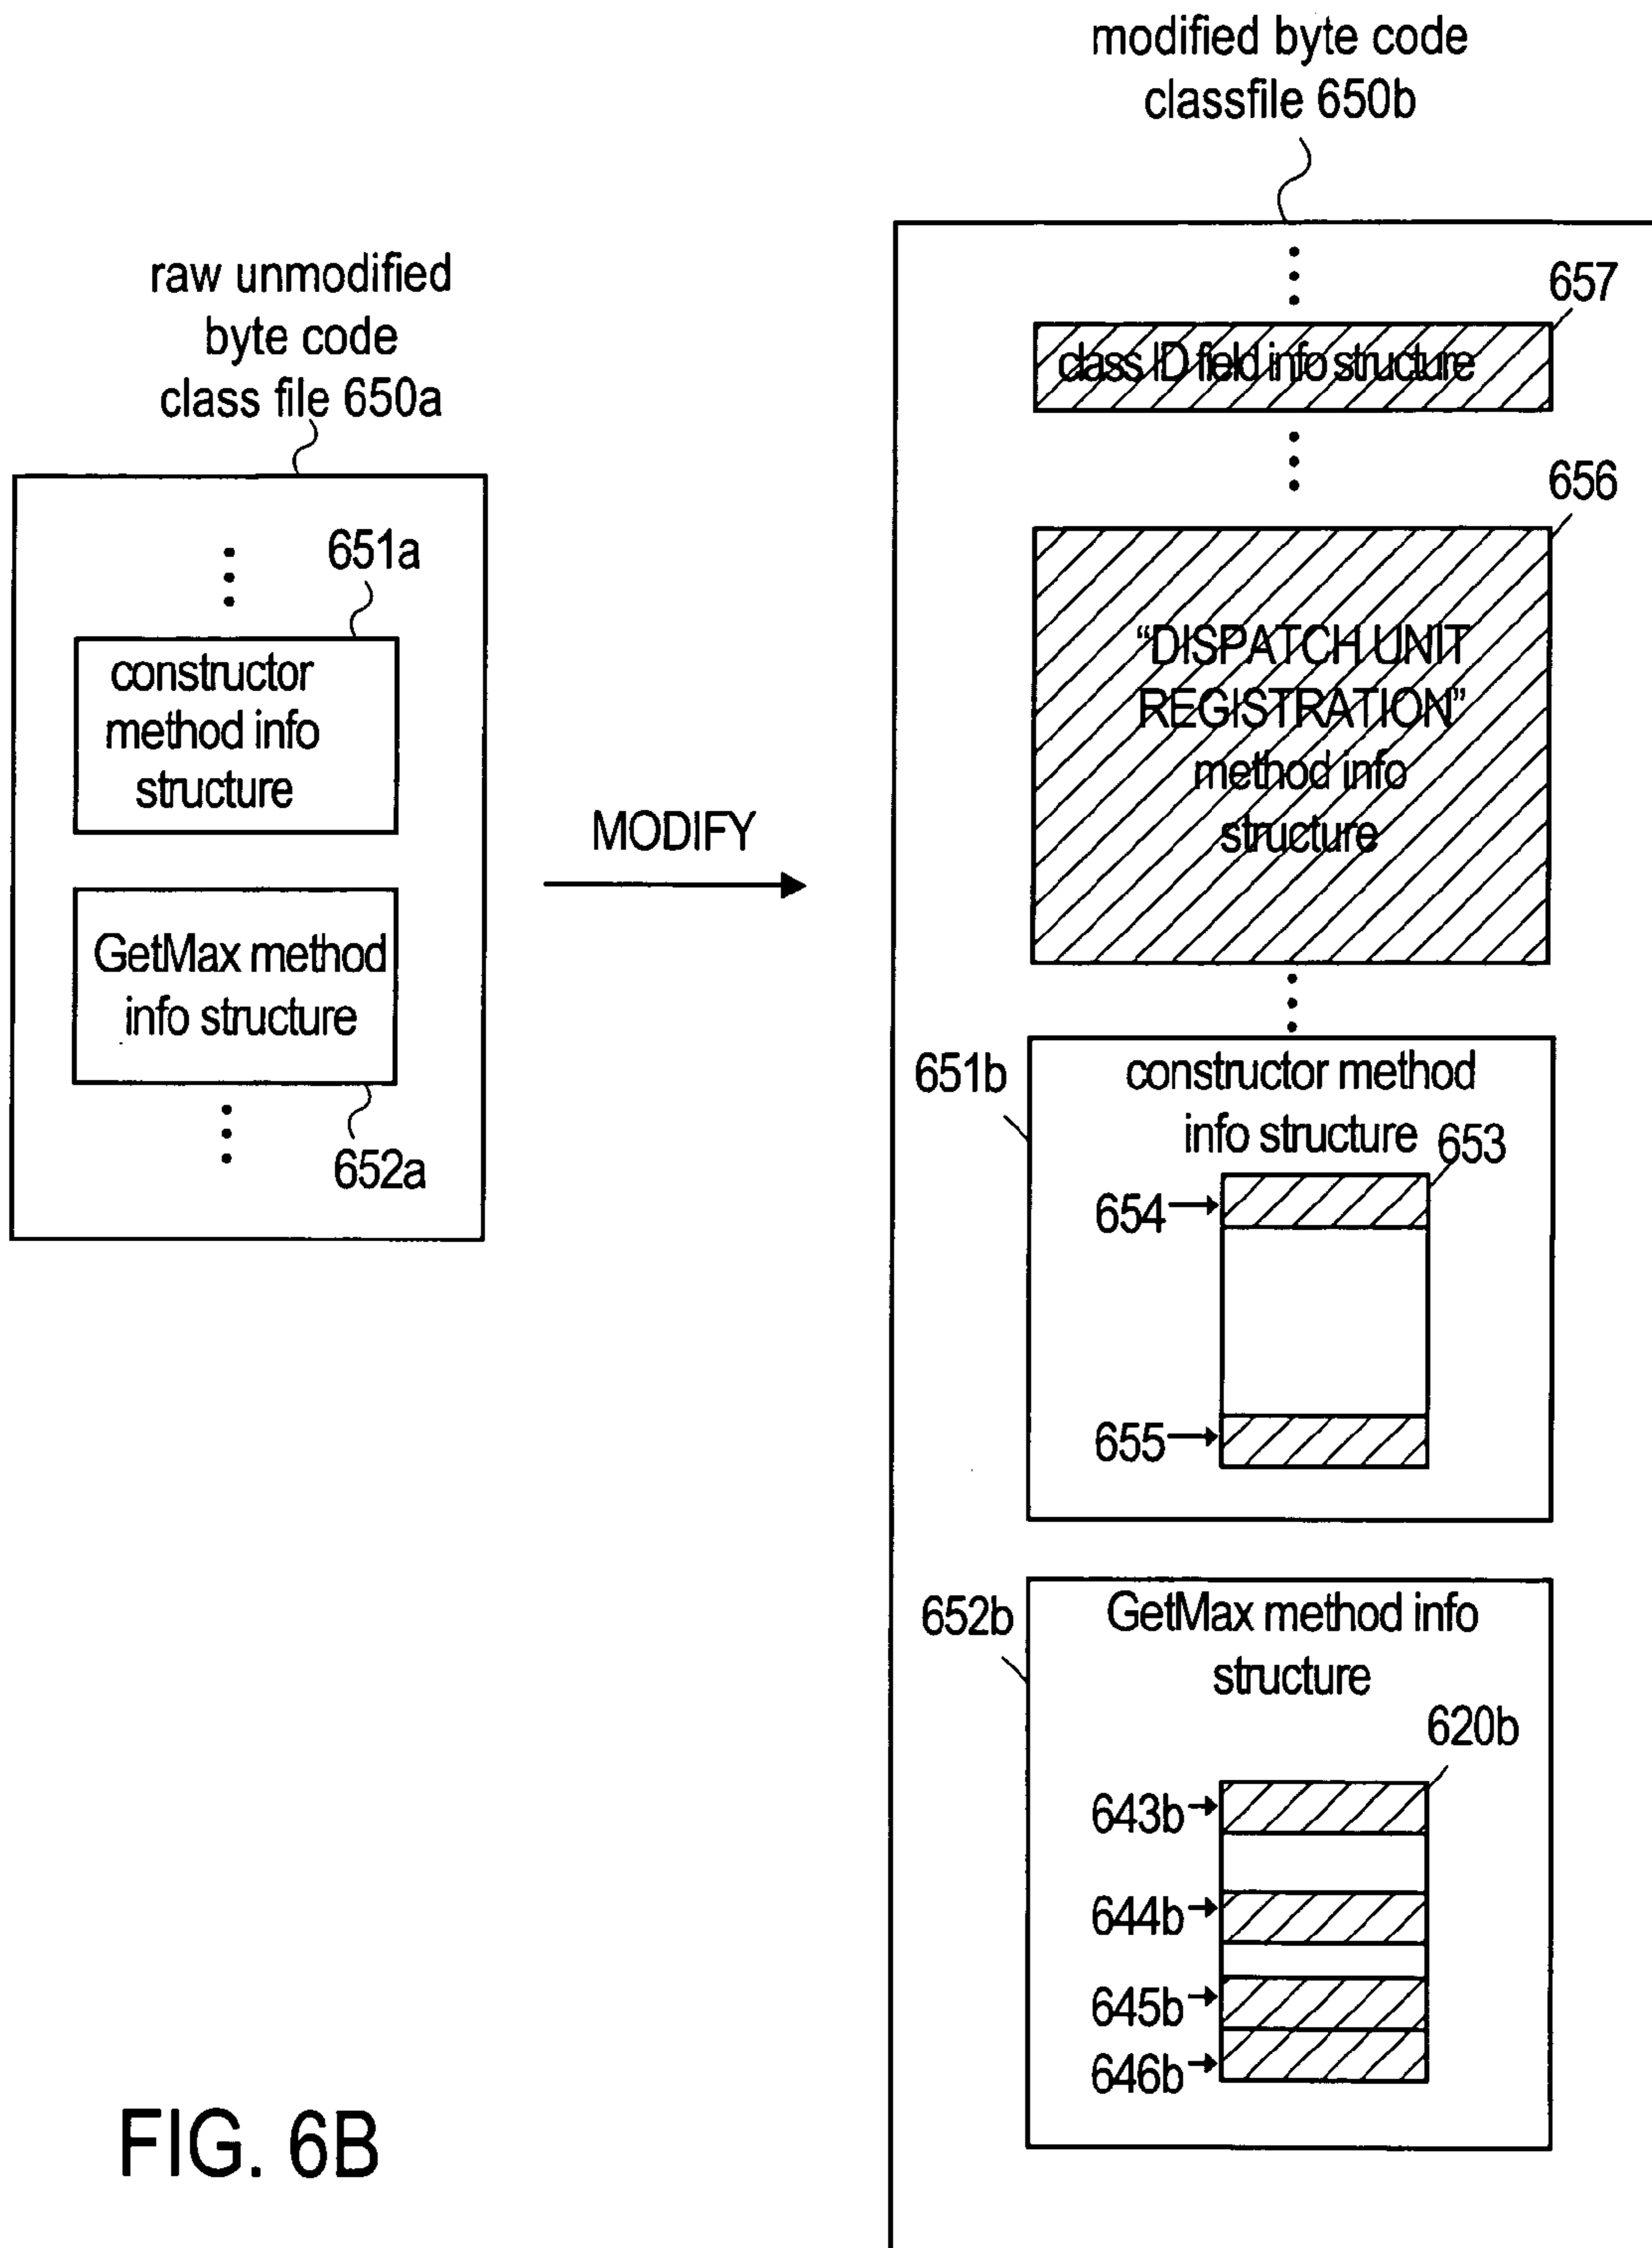 raw unmodified
byte code
class file 650a
651a
constructor
method info
structure
GetMax method
info structure
652a
MODIFY
modified byte code
classfile 650b
657
class ID field info structure
656
“DISPATCH UNIT
REGISTRATION”
method info
structure
651b
constructor method
info structure
653
654
655
652b
GetMax method info
structure
620b
643b
644b
645b
646b
FIG. 6B